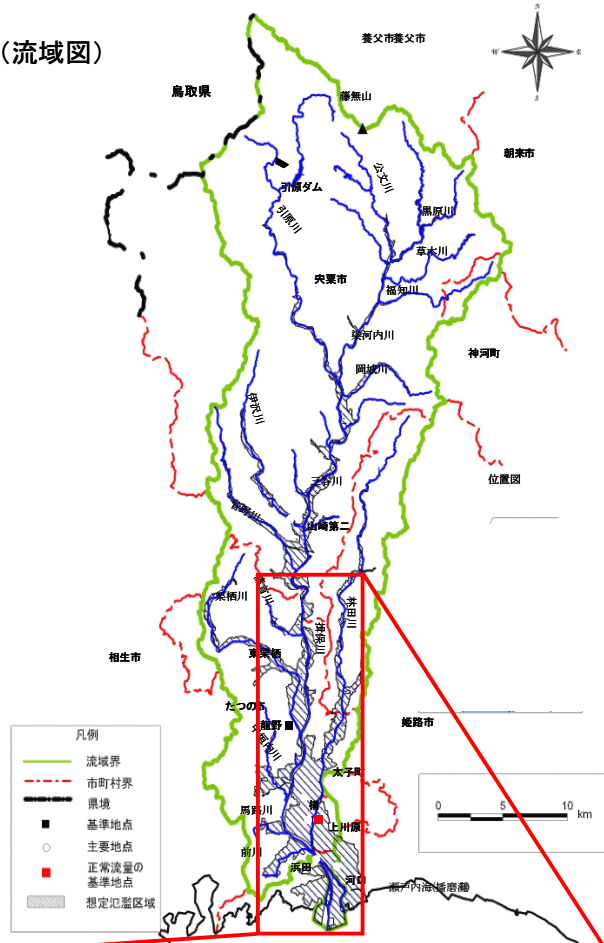 (流域図)
養父市養父市
N
W
E
S
鳥取県
藤無山
朝来市
引原ダム
公文川
黒原川
引原川
草木川
宍粟市
福知川
染河内川
神河町
岡城川
伊沢川
三谷川
位置図
菅野川
山崎第二
栗栖川
林田川
揖保川
東栗栖
相生市
たつの市
龍野
姫路市
太子町
馬路川
上川原
前川
浜田
河口
瀬戸内海(播磨灘)
凡例
流域界
市町村界
県境
基準地点
主要地点
正常流量の
基準地点
想定氾濫区域
0 5 10
km